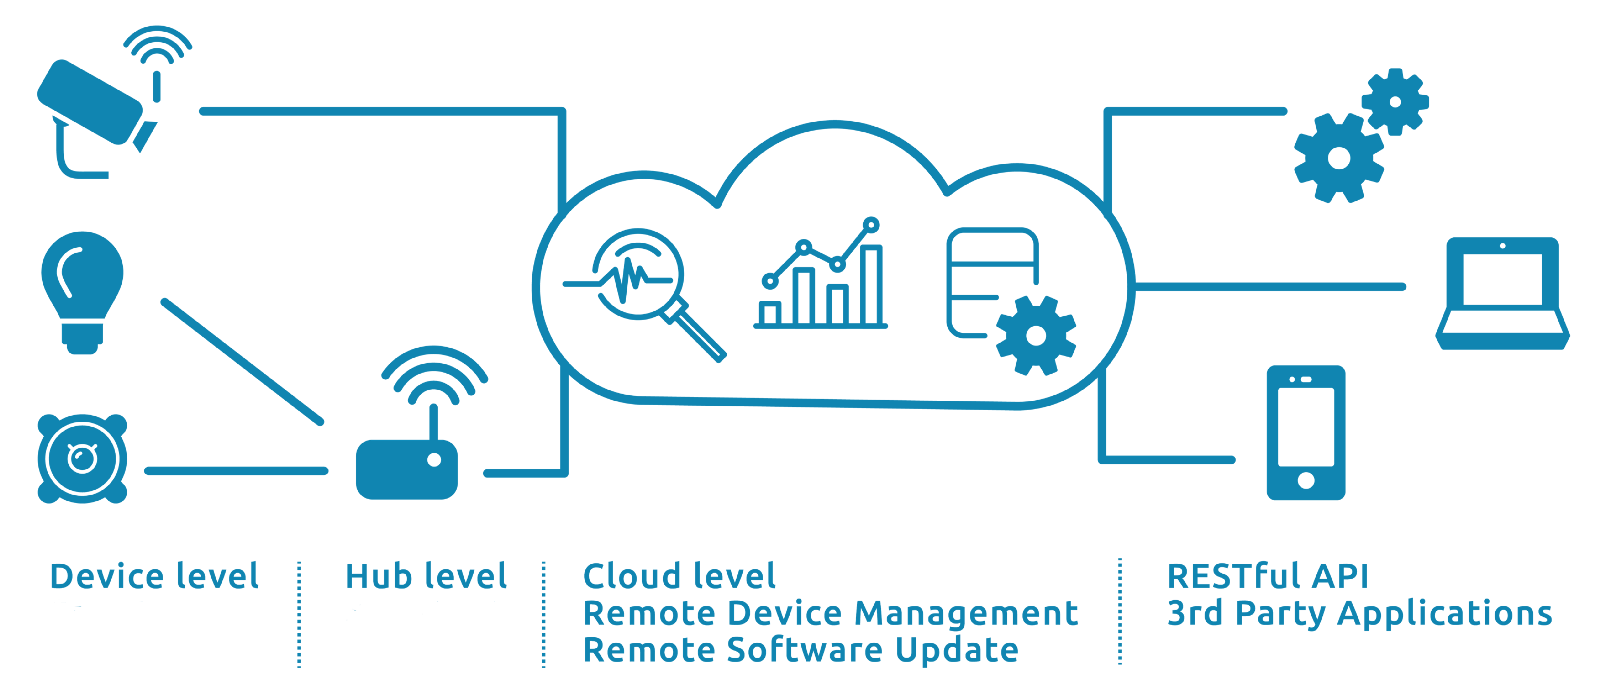 Device level
Hub level
Cloud level
Remote Device Management
Remote Software Update
RESTful API
3rd Party Applications